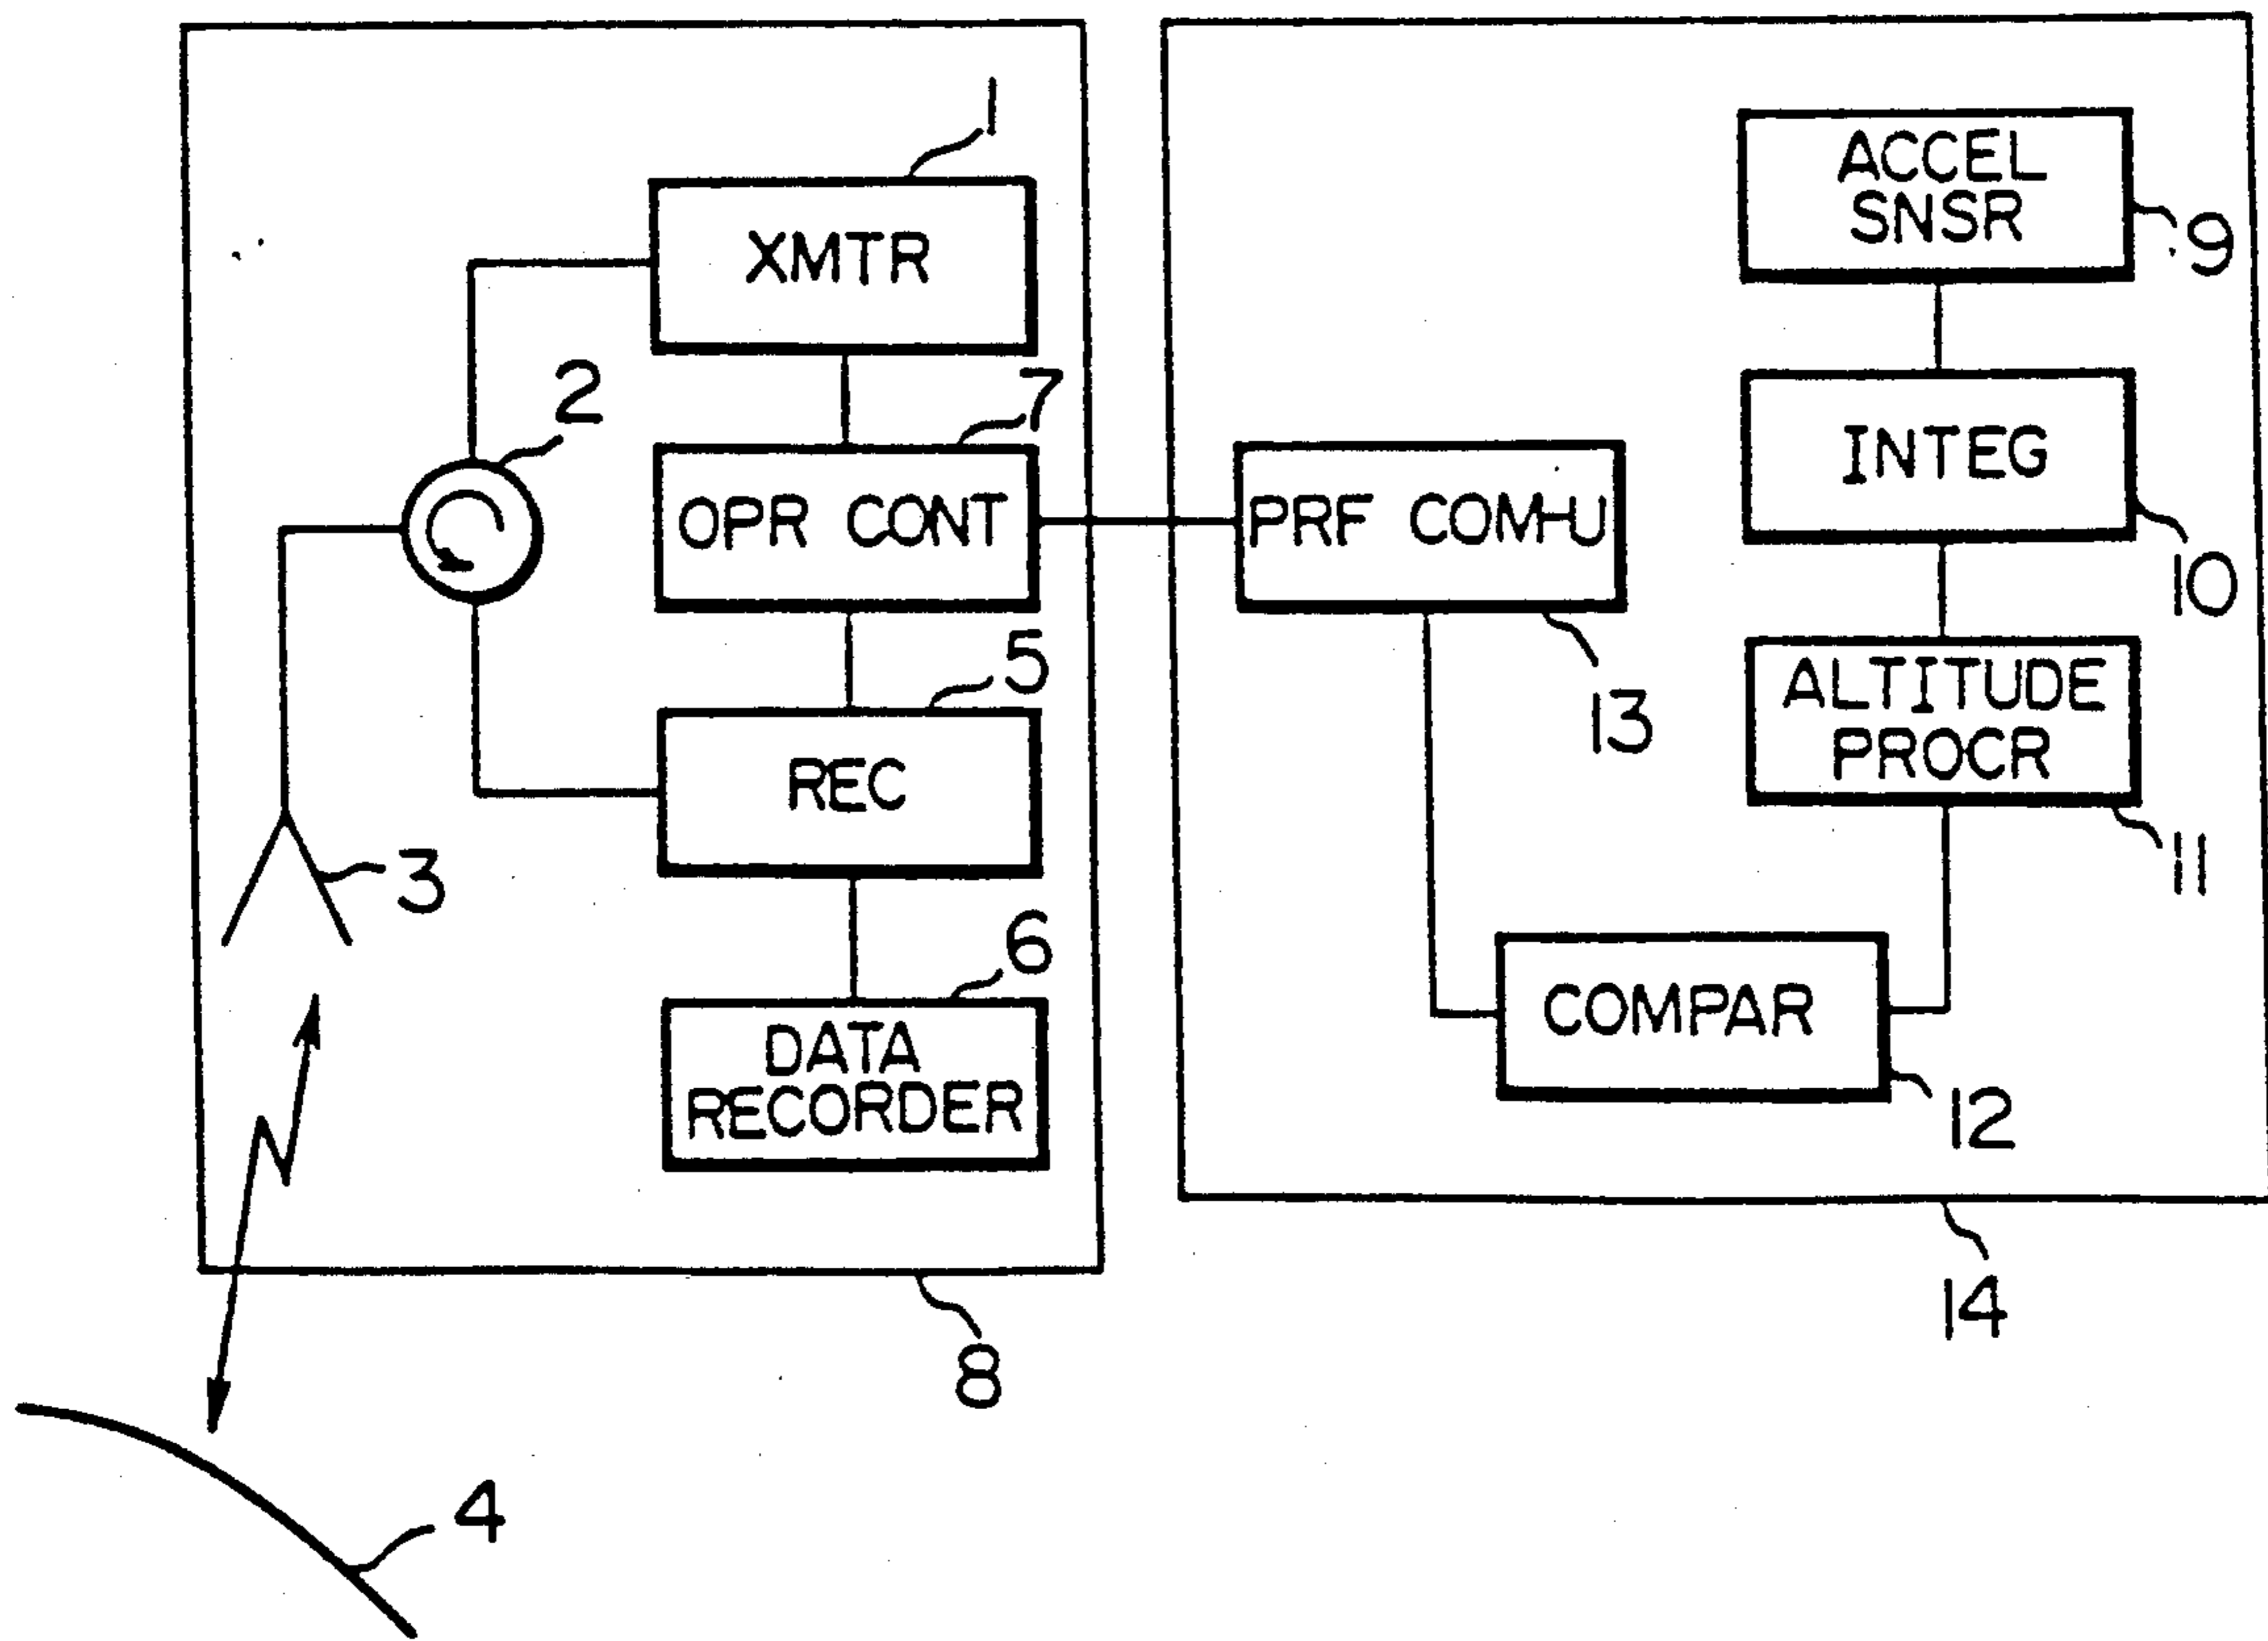 1
XMTR
2
7
OPR CONT
5
REC
3
6
DATA
RECORDER
8
4
ACCEL
SNSR
9
INTEG
10
PRF COM-U
13
ALTITUDE
PROCR
11
COMPAR
12
14